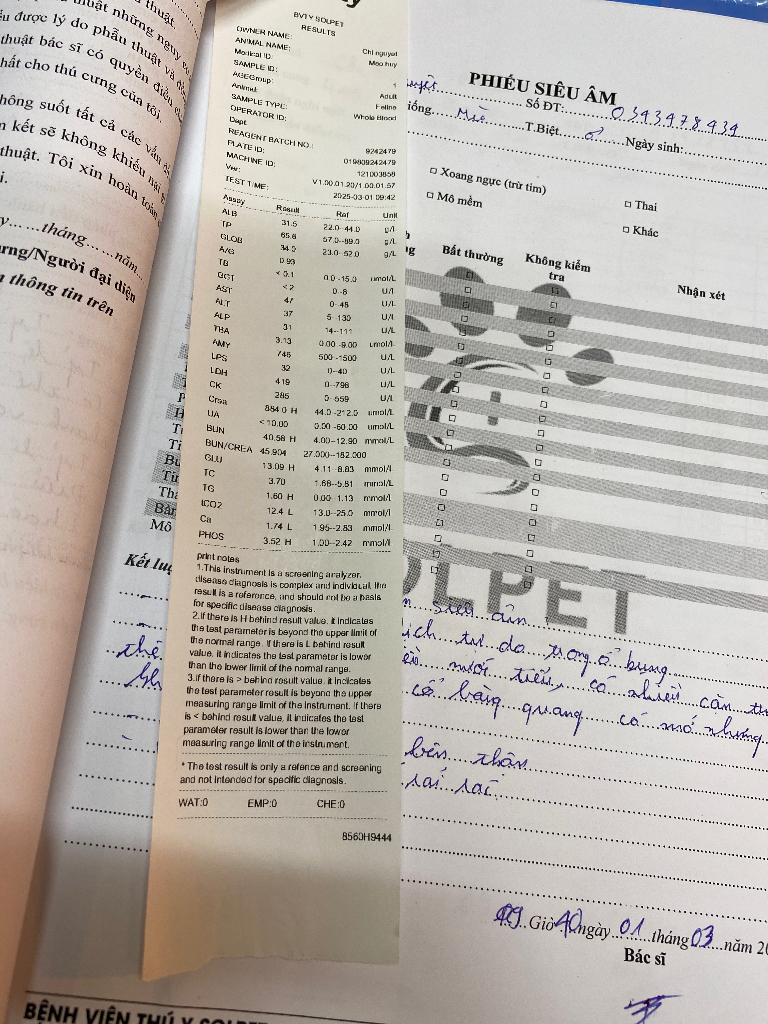 thuật
thuật những nguy
ểu được lý do phẫu thuật và
thuật bác sĩ có quyền điều
hất cho thú cưng của tôi.
hông suốt tất cả các vấn
n kết sẽ không khiếu nại
thuật. Tôi xin hoàn toàn
i.
y......tháng......năm...
ưng/Người đại diện
n thông tin trên
BVTY SOLPET
RESULTS
OWNER NAME: Chi nguyet
ANIMAL NAME: Meo huy
Medical ID:
SAMPLE ID: 1
AGEGroup: Adult
Animal: Feline
SAMPLE TYPE: Whole Blood
OPERATOR ID:
Dept.
REAGENT BATCH NO.: 9242479
PLATE ID: 019809242479
MACHINE ID: 121003858
Ver: V1.00.01.20/1.00.01.57
TEST TIME: 2025-03-01 09:42
Assay Result Ref Unit
ALB 31.5 22.0--44.0 g/l
TP 65.8 57.0--89.0 g/L
GLOB 34.3 23.0--52.0 g/L
A/G 0.93
TB < 0.1 0.0--15.0 umol/L
GGT < 2 0--8 U/L
AST 47 0--48 U/L
ALT 37 5--130 U/L
ALP 31 14--111 U/L
TBA 3.13 0.00--9.00 umol/L
AMY 746 500--1500 U/L
LPS 32 0--40 U/L
LDH 419 0--798 U/L
CK 285 0--559 U/L
Crea 884.0 H 44.0--212.0 umol/L
UA < 10.00 0.00--60.00 umol/L
BUN 40.58 H 4.00--12.90 mmol/L
BUN/CREA 45.904 27.000--182.000
GLU 13.09 H 4.11--8.83 mmol/l
TC 3.70 1.68--5.81 mmol/L
TG 1.60 H 0.00--1.13 mmol/L
tCO2 12.4 L 13.0--25.0 mmol/L
Ca 1.74 L 1.95--2.83 mmol/l
PHOS 3.52 H 1.00--2.42 mmol/l
print notes
1.This instrument is a screening analyzer,
disease diagnosis is complex and individual, the
result is a reference, and should not be a basis
for specific disease diagnosis.
2.if there is H behind result value, it indicates
the test parameter is beyond the upper limit of
the normal range. If there is L behind result
value, it indicates the test parameter is lower
than the lower limit of the normal range.
3.if there is > behind result value, it indicates
the test parameter result is beyond the upper
measuring range limit of the instrument. If there
is < behind result value, it indicates the test
parameter result is lower than the lower
measuring range limit of the instrument.
* The test result is only a refence and screening
and not intended for specific diagnosis.
WAT:0 EMP:0 CHE:0
8560H9444
PHIẾU SIÊU ÂM
Số ĐT: 0393478939
iống: Mèo T.Biệt: ♂ Ngày sinh:
□ Xoang ngực (trừ tim) □ Thai
□ Mô mềm □ Khác
Bất thường Không kiểm tra Nhận xét
Mô
Kết luậ
OLPET
siêu âm
dịch tự do trong ổ bụng
nước tiểu, có nhiều cặn
cổ bàng quang có mở nhưng
bên thận
rải rác
09 Giờ 40 ngày 01 tháng 03 năm 20
Bác sĩ
BỆNH VIỆN THÚ Y SOLPET